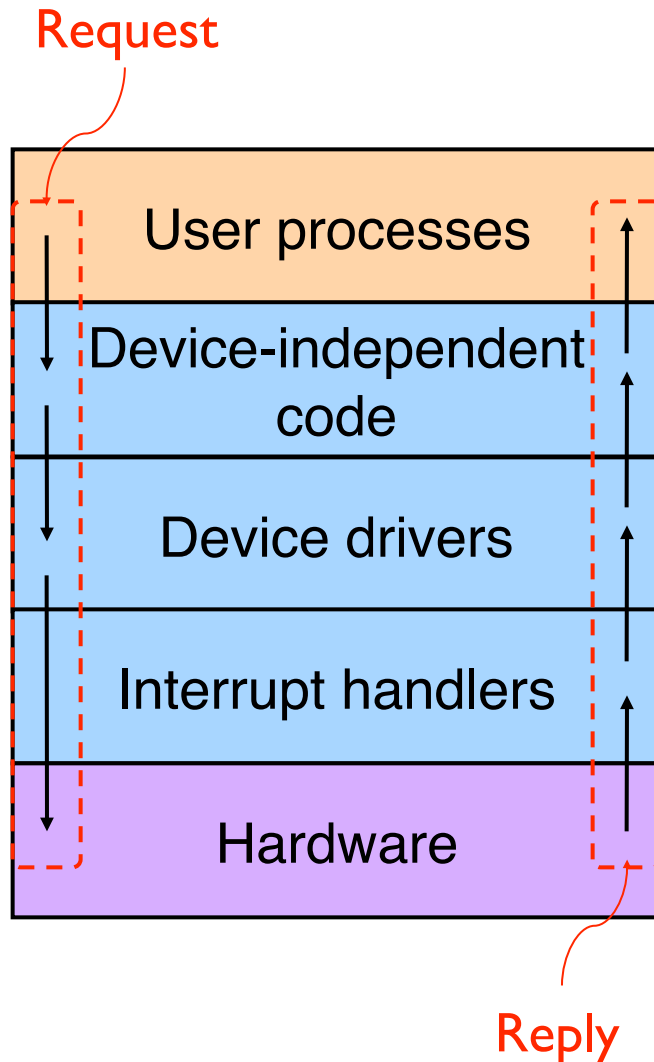 Request
User processes
Device-independent
code
Device drivers
Interrupt handlers
Hardware
Reply